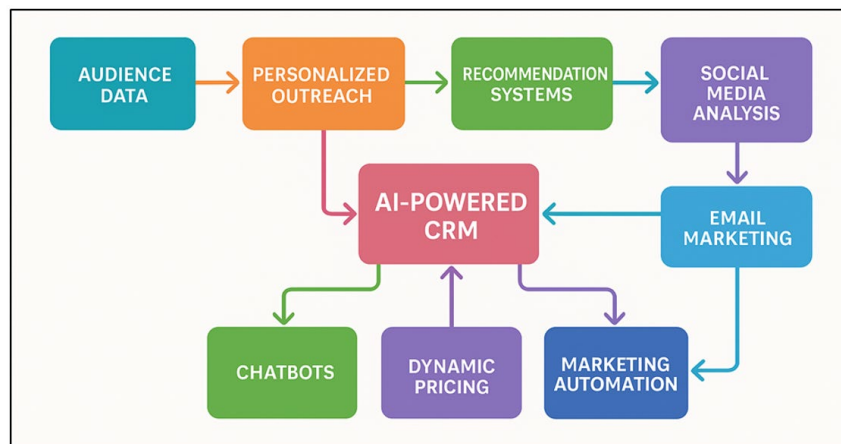 AUDIENCE
DATA
PERSONALIZED
OUTREACH
RECOMMENDATION
SYSTEMS
SOCIAL
MEDIA
ANALYSIS
AI-POWERED
CRM
EMAIL
MARKETING
CHATBOTS
DYNAMIC
PRICING
MARKETING
AUTOMATION